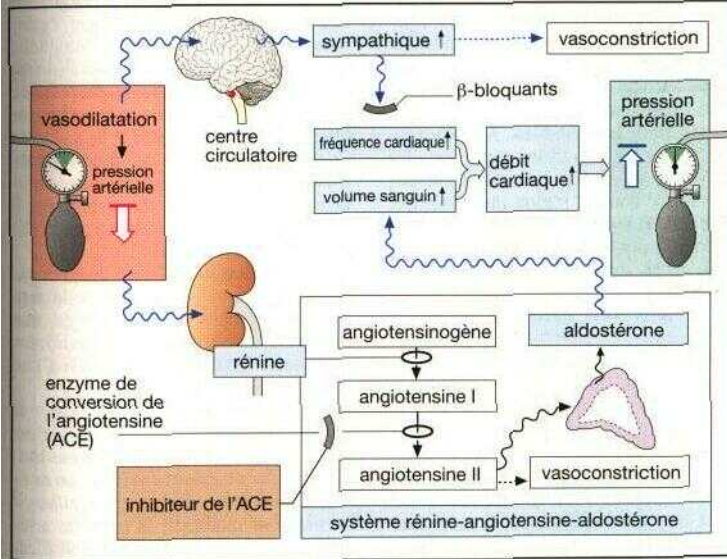 sympathique ↑
vasoconstriction
β-bloquants
vasodilatation
pression
artérielle
centre
circulatoire
fréquence cardiaque ↑
volume sanguin ↑
débit
cardiaque ↑
pression
artérielle
rénine
angiotensinogène
aldostérone
enzyme de
conversion de
l'angiotensine
(ACE)
angiotensine I
angiotensine II
vasoconstriction
inhibiteur de l'ACE
système rénine-angiotensine-aldostérone